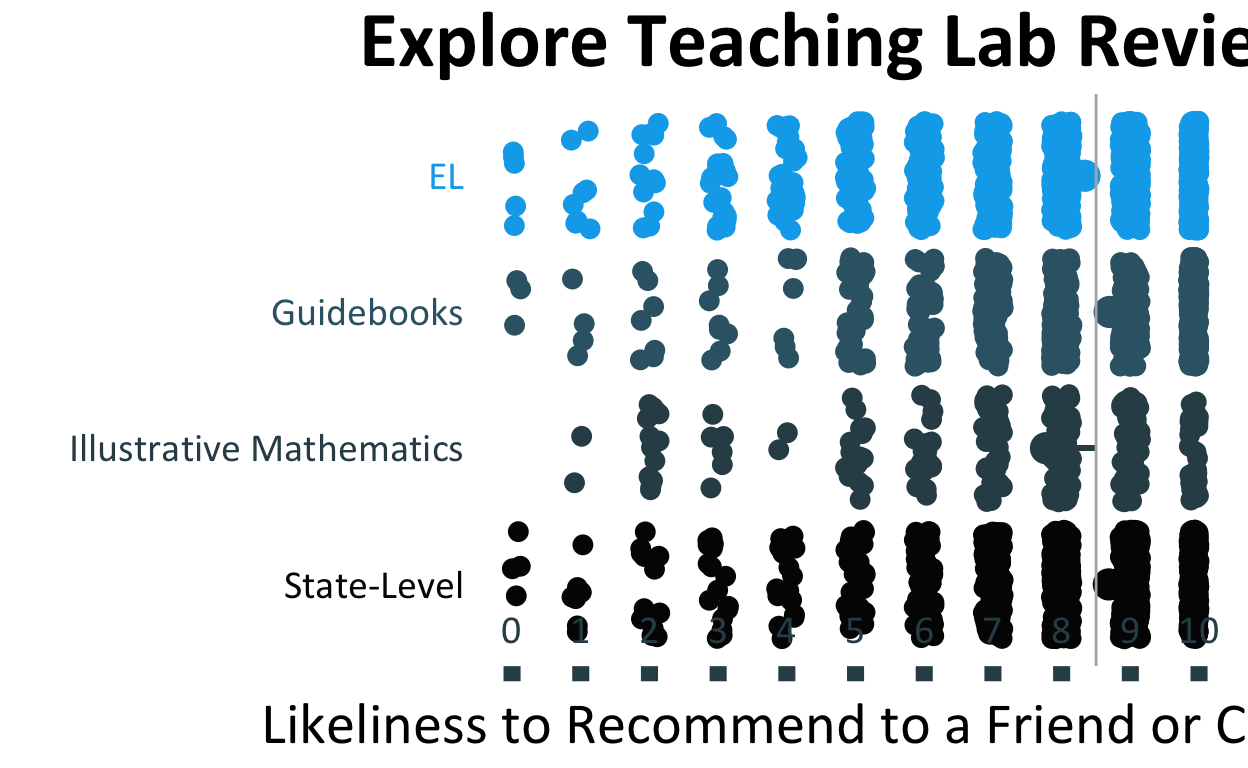 Explore Teaching Lab Revie
EL
Guidebooks
Illustrative Mathematics
State-Level
0 1 2 3 4 5 6 7 8 9 10
Likeliness to Recommend to a Friend or C